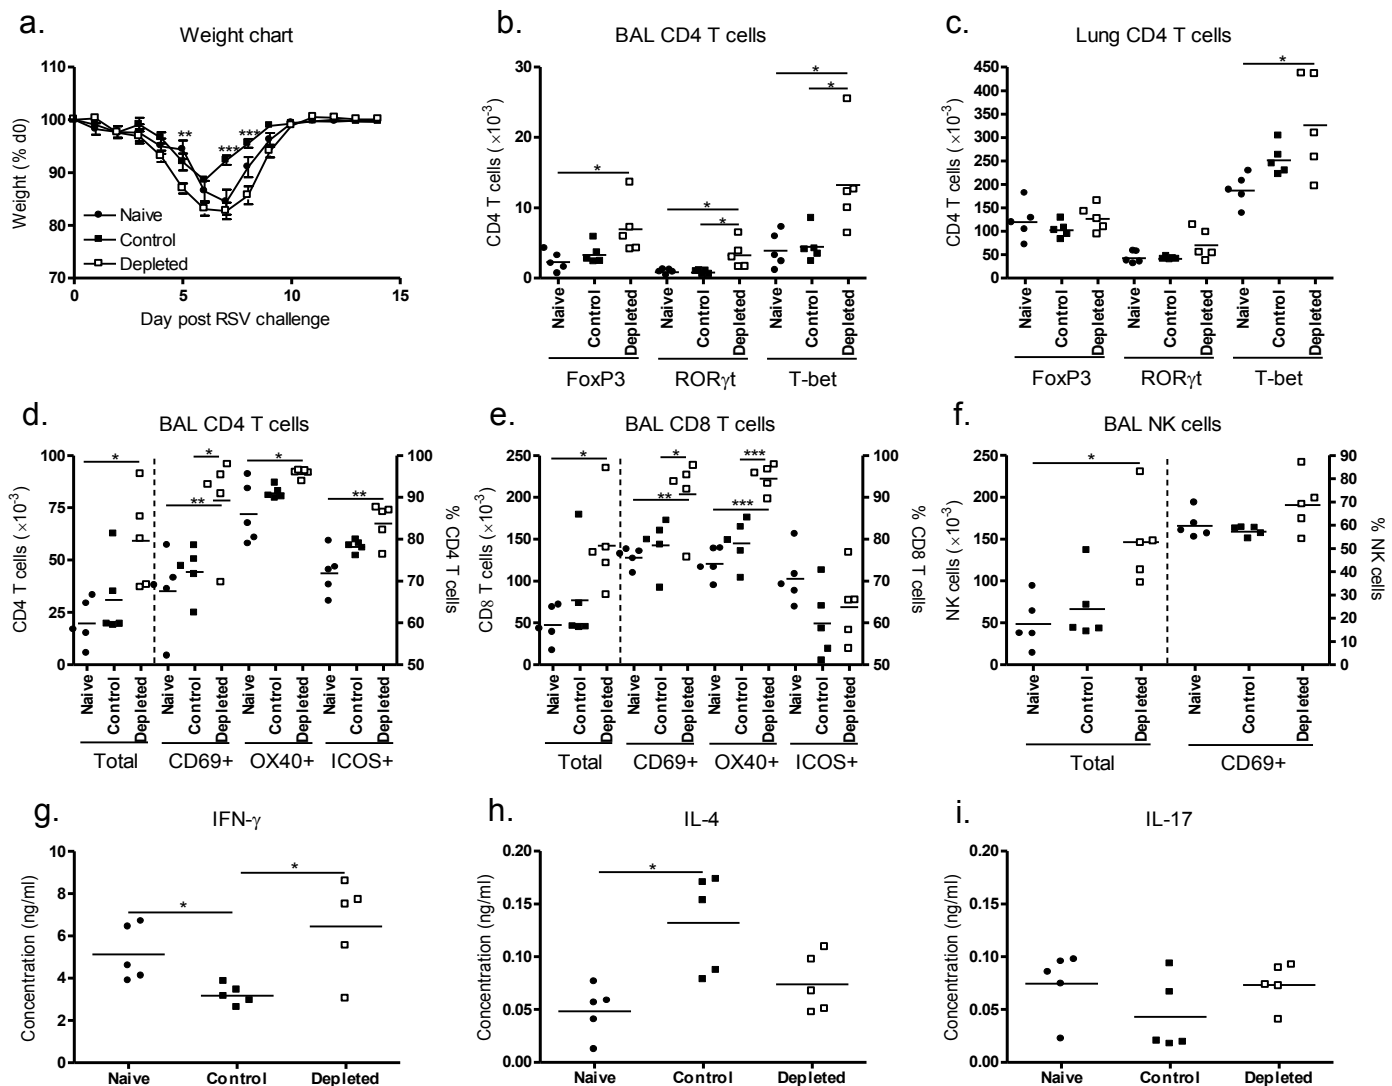 a.
Weight chart
110
100
90
80
70
Weight (% d0)
**
***
***
Naive
Control
Depleted
0
5
10
15
Day post RSV challenge
b.
BAL CD4 T cells
30
20
10
0
CD4 T cells (×10-3)
*
*
*
*
*
Naive
Control
Depleted
Naive
Control
Depleted
Naive
Control
Depleted
FoxP3
RORγt
T-bet
c.
Lung CD4 T cells
450
400
350
300
250
200
150
100
50
0
CD4 T cells (×10-3)
*
Naive
Control
Depleted
Naive
Control
Depleted
Naive
Control
Depleted
FoxP3
RORγt
T-bet
d.
BAL CD4 T cells
100
75
50
25
0
CD4 T cells (×10-3)
*
*
**
*
**
100
90
80
70
60
50
% CD4 T cells
Naive
Control
Depleted
Naive
Control
Depleted
Naive
Control
Depleted
Naive
Control
Depleted
Total
CD69+
OX40+
ICOS+
e.
BAL CD8 T cells
250
200
150
100
50
0
CD8 T cells (×10-3)
*
*
**
***
***
100
90
80
70
60
50
% CD8 T cells
Naive
Control
Depleted
Naive
Control
Depleted
Naive
Control
Depleted
Naive
Control
Depleted
Total
CD69+
OX40+
ICOS+
f.
BAL NK cells
250
200
150
100
50
0
NK cells (×10-3)
*
90
80
70
60
50
40
30
20
10
0
% NK cells
Naive
Control
Depleted
Naive
Control
Depleted
Total
CD69+
g.
IFN-γ
10
8
6
4
2
0
Concentration (ng/ml)
*
*
Naive
Control
Depleted
h.
IL-4
0.20
0.15
0.10
0.05
0.00
Concentration (ng/ml)
*
Naive
Control
Depleted
i.
IL-17
0.20
0.15
0.10
0.05
0.00
Concentration (ng/ml)
Naive
Control
Depleted